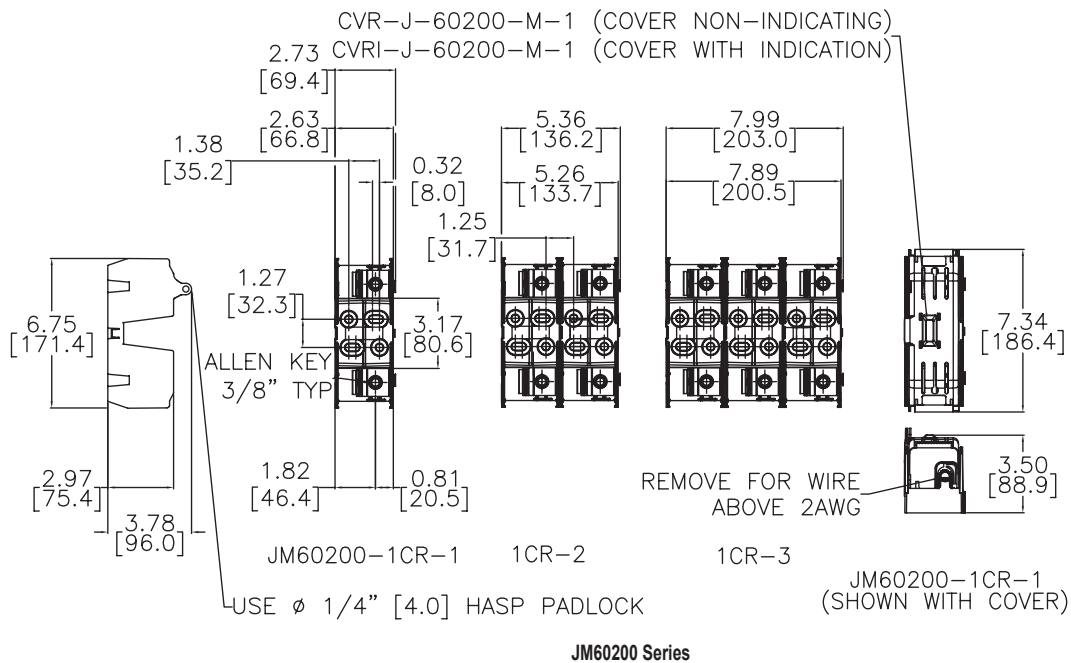 CVR-J-60200-M-1 (COVER NON-INDICATING)
CVRI-J-60200-M-1 (COVER WITH INDICATION)
2.73
[69.4]
2.63
[66.8]
1.38
[35.2]
0.32
[8.0]
5.36
[136.2]
5.26
[133.7]
1.25
[31.7]
7.99
[203.0]
7.89
[200.5]
6.75
[171.4]
1.27
[32.3]
3.17
[80.6]
ALLEN KEY
3/8” TYP
7.34
[186.4]
2.97
[75.4]
3.78
[96.0]
1.82
[46.4]
0.81
[20.5]
REMOVE FOR WIRE
ABOVE 2AWG
3.50
[88.9]
JM60200-1CR-1
1CR-2
1CR-3
JM60200-1CR-1
(SHOWN WITH COVER)
USE ø 1/4” [4.0] HASP PADLOCK
JM60200 Series